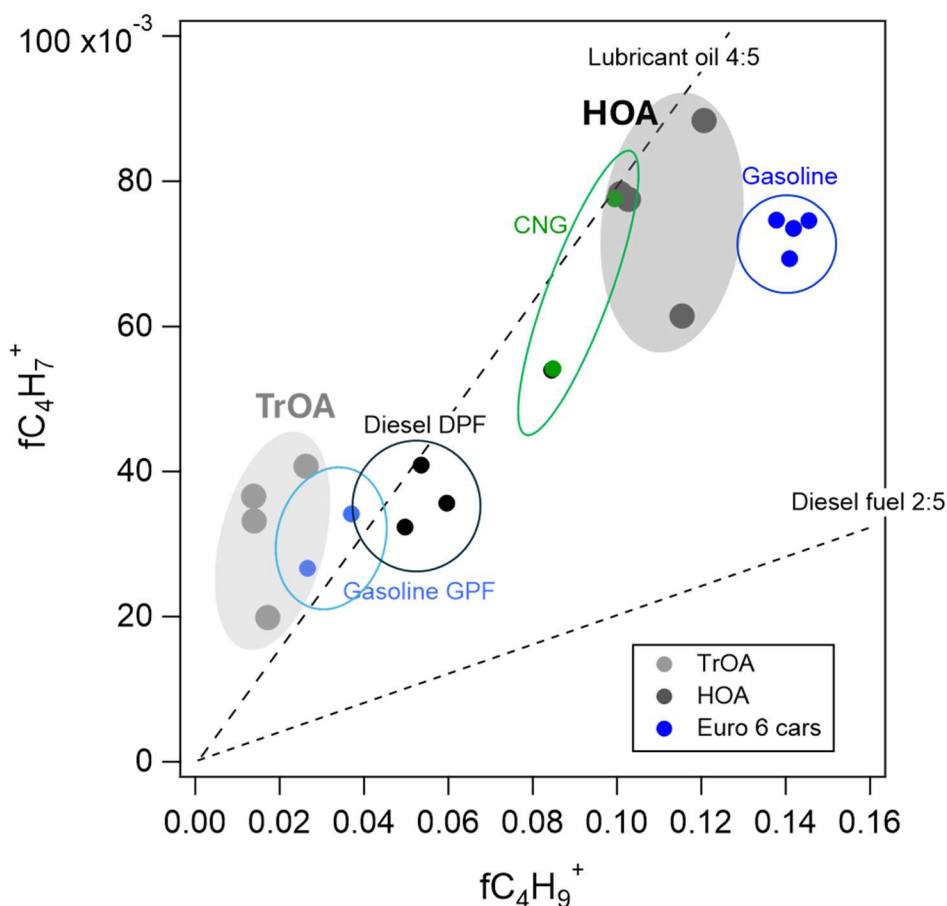 100 x10⁻³
Lubricant oil 4:5
HOA
80
Gasoline
CNG
60
fC₄H₇⁺
TrOA
Diesel DPF
40
Diesel fuel 2:5
Gasoline GPF
20
TrOA
HOA
Euro 6 cars
0
0.00 0.02 0.04 0.06 0.08 0.10 0.12 0.14 0.16
fC₄H₉⁺